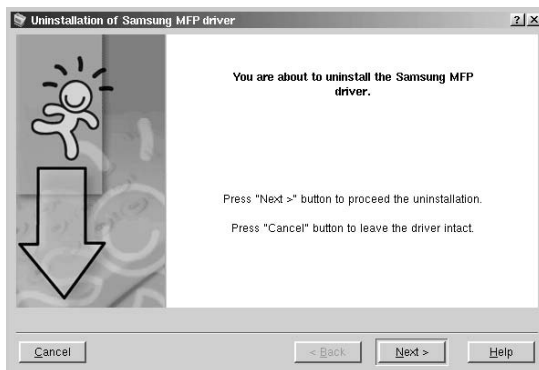 Uninstallation of Samsung MFP driver
You are about to uninstall the Samsung MFP
driver.
Press "Next >" button to proceed the uninstallation.
Press "Cancel" button to leave the driver intact.
Cancel
< Back
Next >
Help